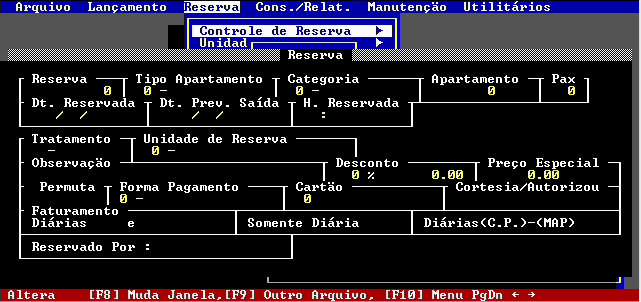 Arquivo Lançamento Reserva Cons./Relat. Manutenção Utilitários
Controle de Reserva
Unidad
Reserva
Reserva Tipo Apartamento Categoria Apartamento Pax
0 0 - 0 - 0 0
Dt. Reservada Dt. Prev. Saída H. Reservada
/ / / / :
Tratamento Unidade de Reserva
- 0 -
Observação Desconto Preço Especial
0 % 0.00 0.00
Permuta Forma Pagamento Cartão Cortesia/Autorizou
0 - 0
Faturamento
Diárias e Somente Diária Diárias(C.P.)-(MAP)
Reservado Por :
Altera [F8] Muda Janela,[F9] Outro Arquivo, [F10] Menu PgDn ← →